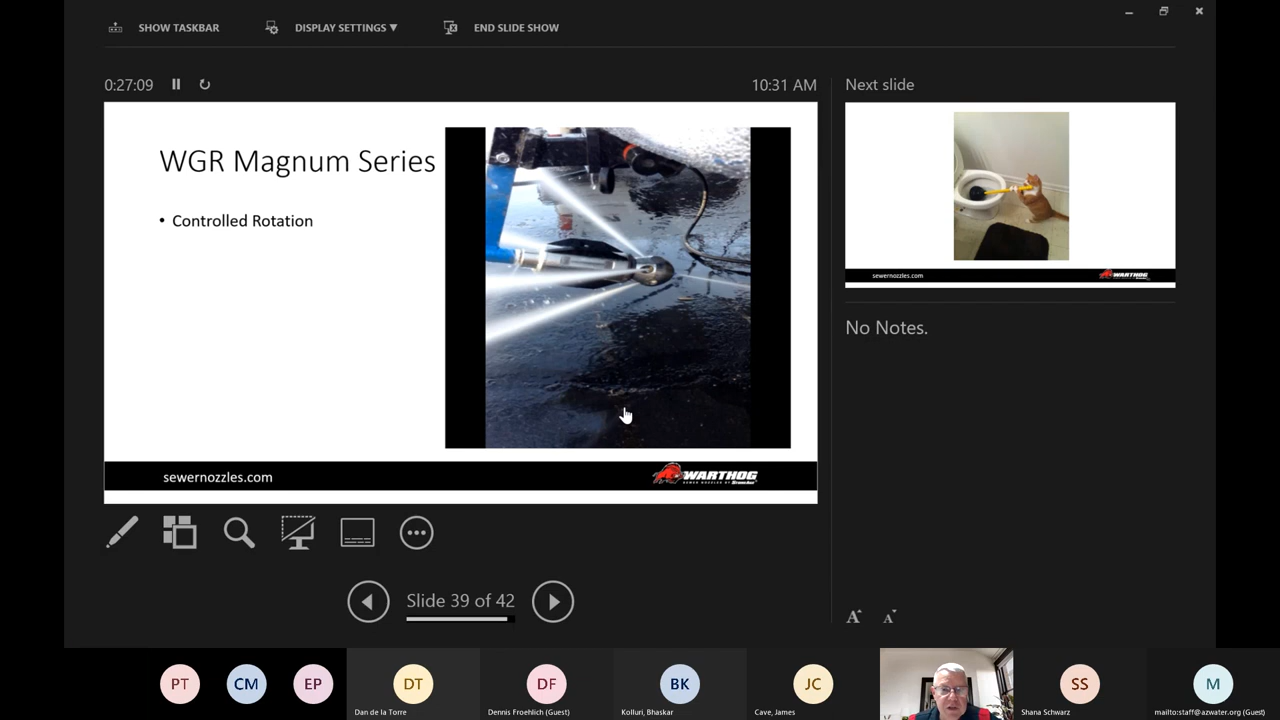 SHOW TASKBAR
DISPLAY SETTINGS ▼
END SLIDE SHOW
0:27:09
10:31 AM
Next slide
WGR Magnum Series
• Controlled Rotation
sewernozzles.com
WARTHOG
sewernozzles.com
WARTHOG
No Notes.
Slide 39 of 42
A A
PT
CM
EP
DT
DF
BK
JC
SS
M
Dan de la Torre
Dennis Froehlich (Guest)
Kolluri, Bhaskar
Cave, James
Shana Schwarz
mailto:staff@azwater.org (Guest)